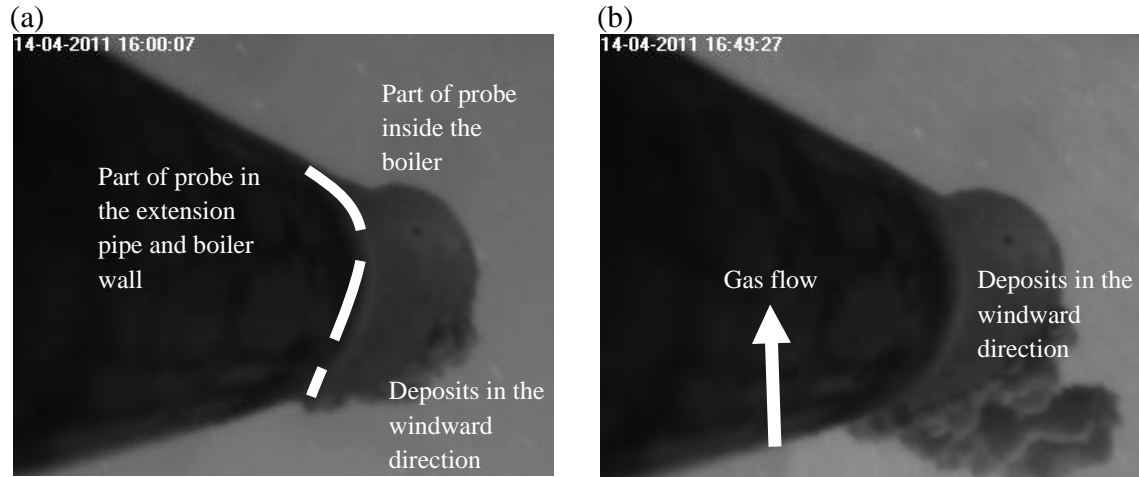 (a)
14-04-2011 16:00:07
Part of probe
inside the
boiler
Part of probe in
the extension
pipe and boiler
wall
Deposits in the
windward
direction
(b)
14-04-2011 16:49:27
Gas flow
Deposits in the
windward
direction